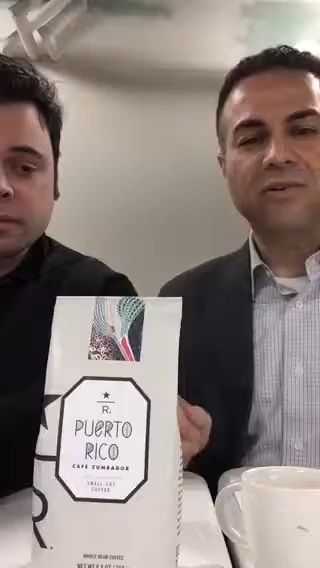 R.
PUERTO
RICO
CAFÉ ZUMBADOR
SMALL-LOT
COFFEE
R.
WHOLE BEAN COFFEE